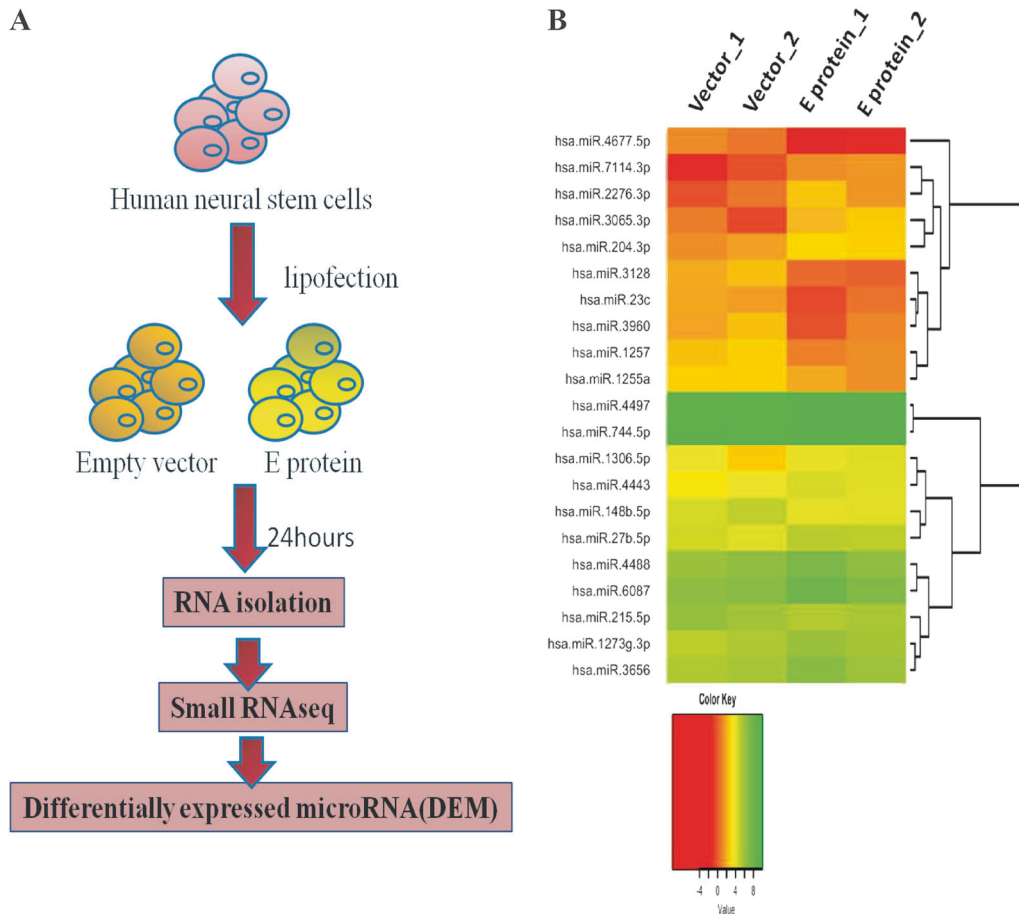 A
Human neural stem cells
lipofection
Empty vector
E protein
24hours
RNA isolation
Small RNAseq
Differentially expressed microRNA(DEM)
B
Vector_1
Vector_2
E protein_1
E protein_2
hsa.miR.4677.5p
hsa.miR.7114.3p
hsa.miR.2276.3p
hsa.miR.3065.3p
hsa.miR.204.3p
hsa.miR.3128
hsa.miR.23c
hsa.miR.3960
hsa.miR.1257
hsa.miR.1255a
hsa.miR.4497
hsa.miR.744.5p
hsa.miR.1306.5p
hsa.miR.4443
hsa.miR.148b.5p
hsa.miR.27b.5p
hsa.miR.4488
hsa.miR.6087
hsa.miR.215.5p
hsa.miR.1273g.3p
hsa.miR.3656
Color Key
-4 0 4 8
Value